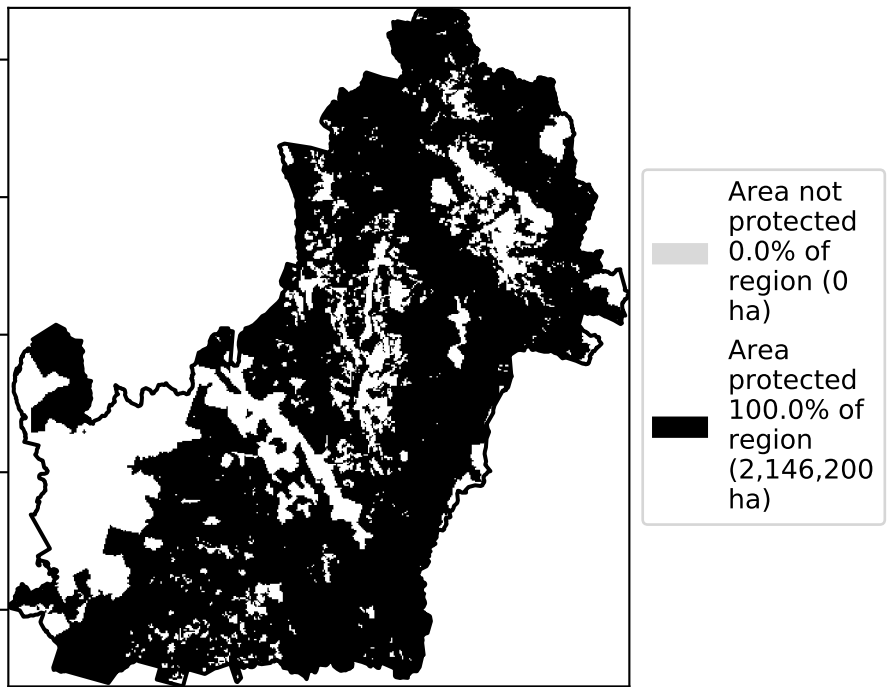 Area not
protected
0.0% of
region (0
ha)
Area
protected
100.0% of
region
(2,146,200
ha)